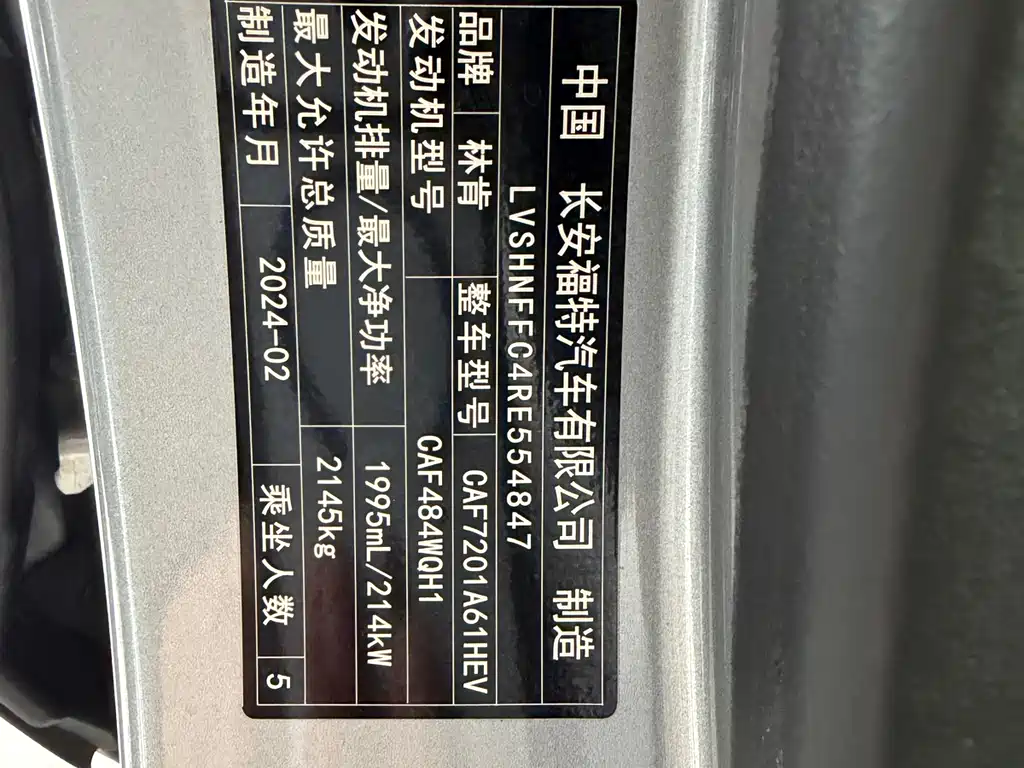 中国 长安福特汽车有限公司 制造
LVSHNFFC4RE554847
品牌 林肯 整车型号 CAF7201A61HEV
发动机型号 CAF484WQH1
发动机排量/最大净功率 1995mL/214kW
最大允许总质量 2145kg
制造年月 2024-02 乘坐人数 5